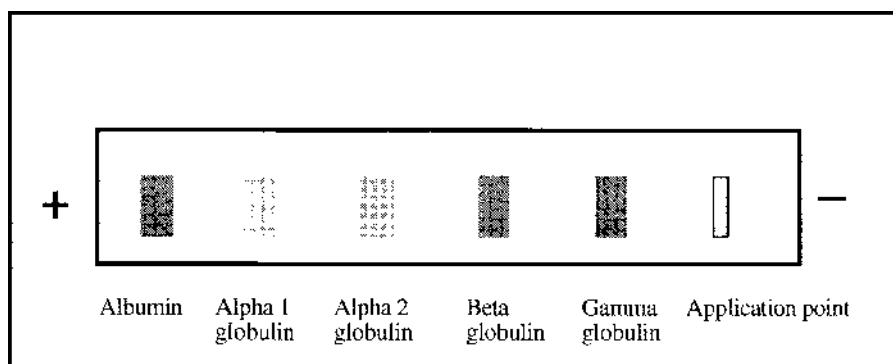 +
−
Albumin
Alpha 1
globulin
Alpha 2
globulin
Beta
globulin
Gamma
globulin
Application point